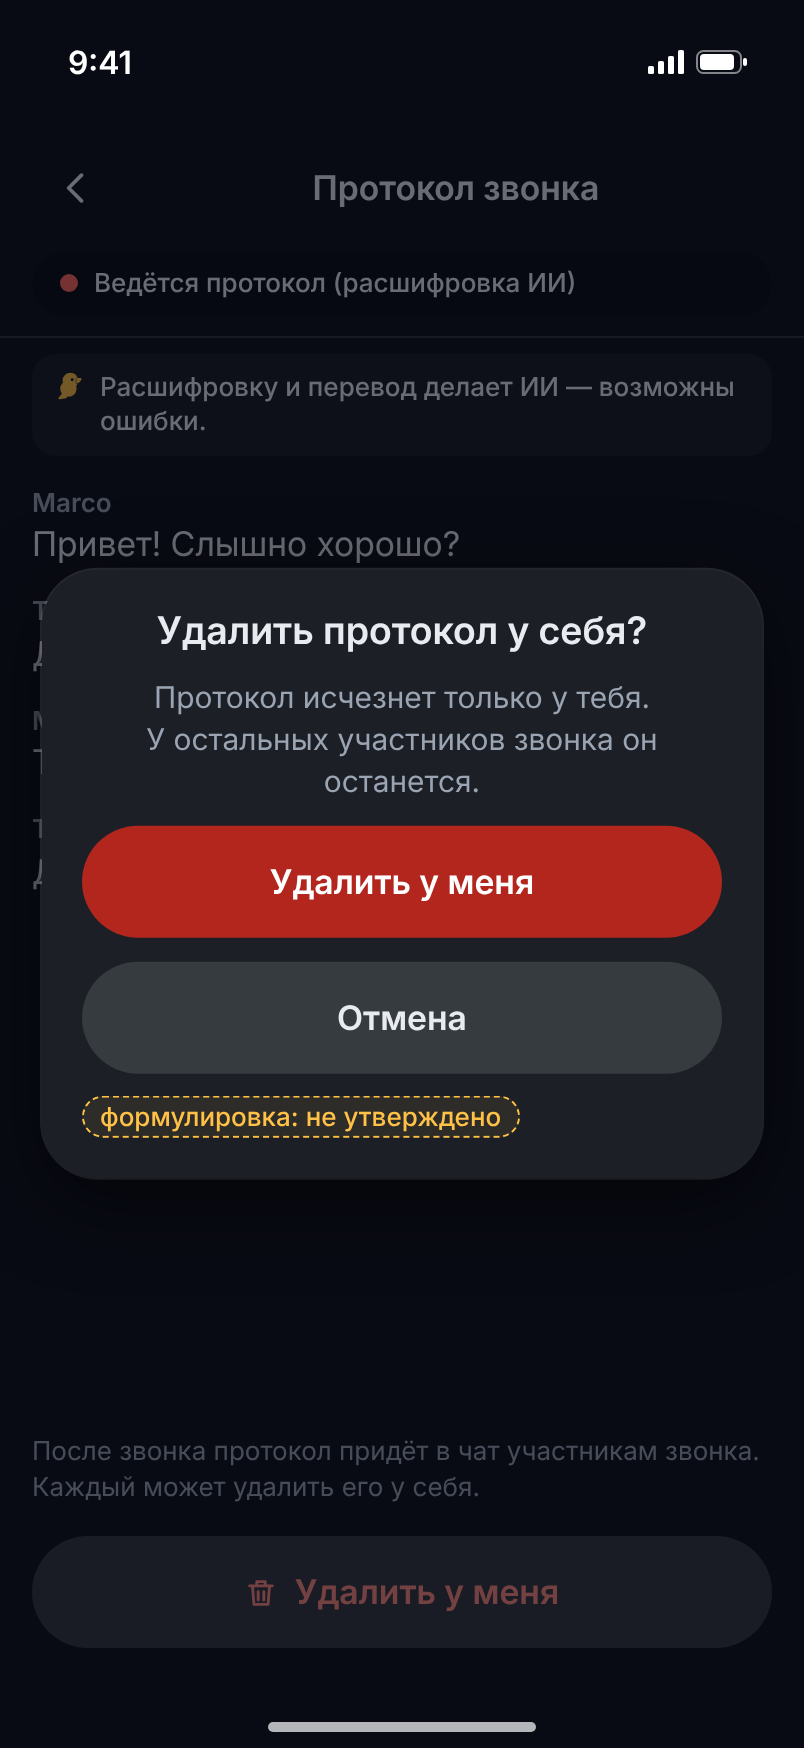 9:41
Протокол звонка
Ведётся протокол (расшифровка ИИ)
Расшифровку и перевод делает ИИ — возможны
ошибки.
Marco
Привет! Слышно хорошо?
Удалить протокол у себя?
Протокол исчезнет только у тебя.
У остальных участников звонка он
останется.
Удалить у меня
Отмена
формулировка: не утверждено
После звонка протокол придёт в чат участникам звонка.
Каждый может удалить его у себя.
Удалить у меня